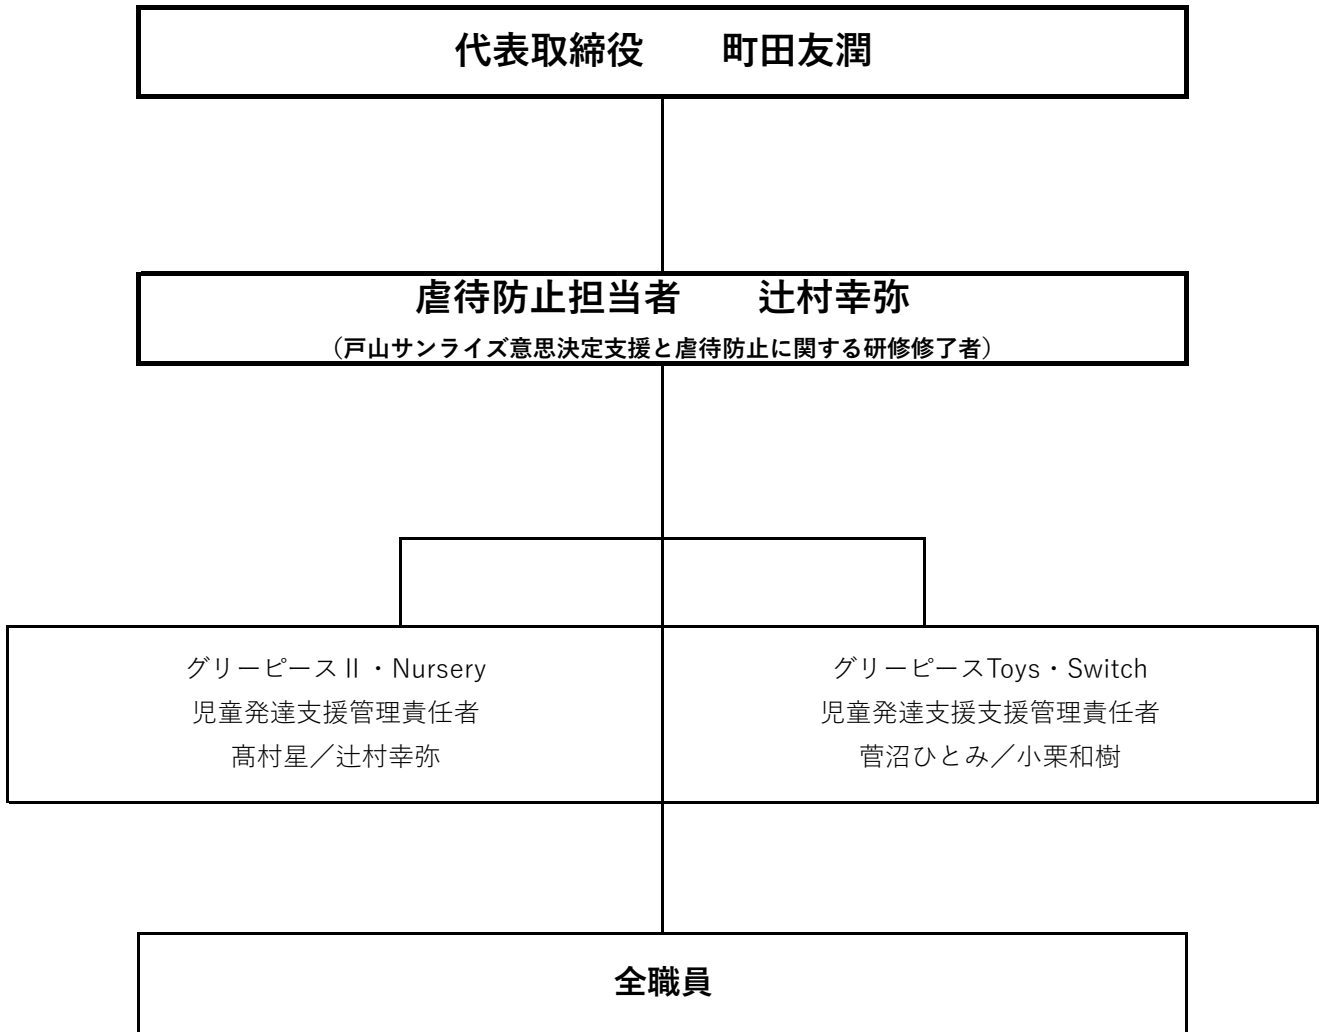 代表取締役　　町田友潤
虐待防止担当者　　辻村幸弥
（戸山サンライズ意思決定支援と虐待防止に関する研修修了者）
グリーピースⅡ・Nursery
児童発達支援管理責任者
髙村星／辻村幸弥
グリーピースToys・Switch
児童発達支援支援管理責任者
菅沼ひとみ／小栗和樹
全職員